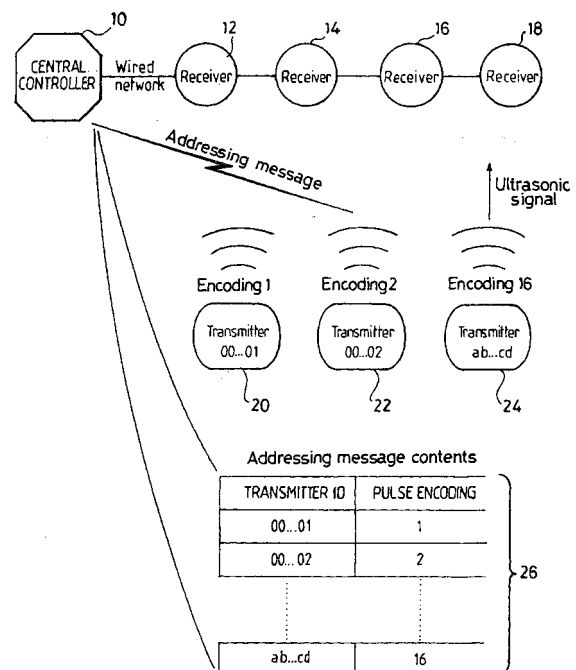 10
12
14
16
18
CENTRAL
CONTROLLER
Wired
network
Receiver
Receiver
Receiver
Receiver
Addressing message
Ultrasonic
signal
Encoding 1
Encoding 2
Encoding 16
Transmitter
00...01
Transmitter
00...02
Transmitter
ab...cd
20
22
24
Addressing message contents
TRANSMITTER ID
PULSE ENCODING
00...01
1
00...02
2
26
ab...cd
16